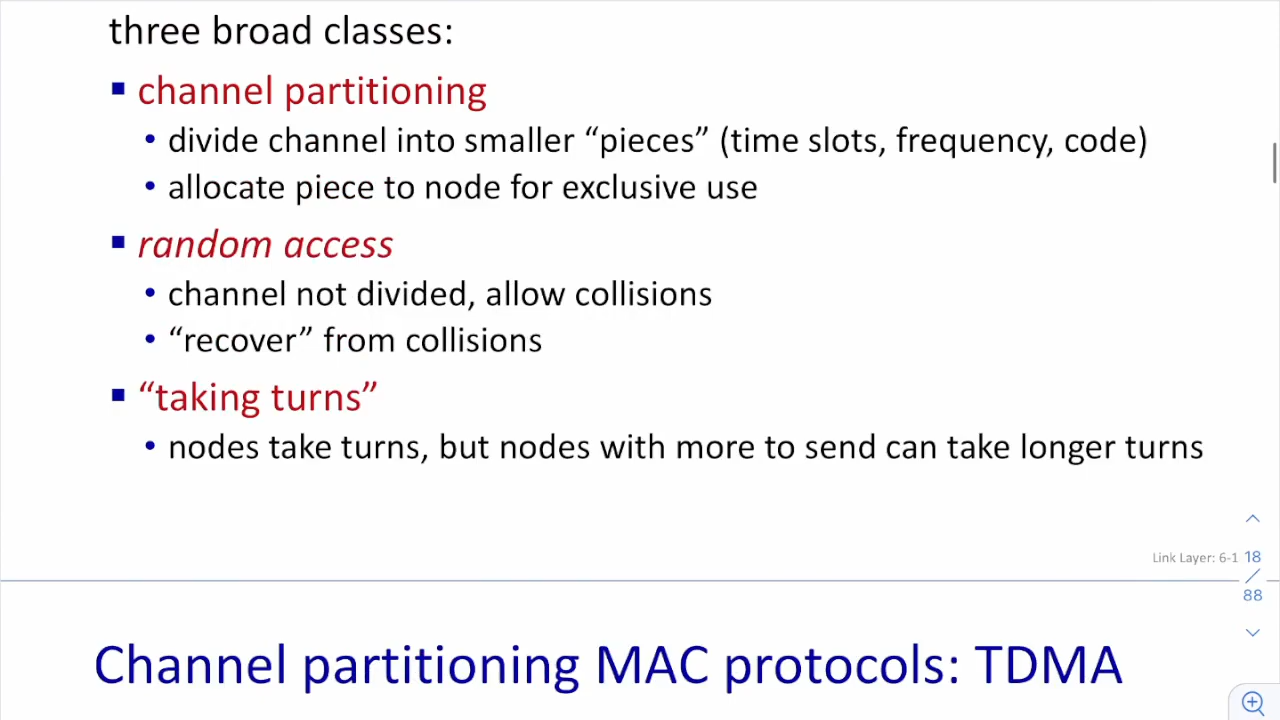 three broad classes:
▪ channel partitioning
• divide channel into smaller “pieces” (time slots, frequency, code)
• allocate piece to node for exclusive use
▪ random access
• channel not divided, allow collisions
• “recover” from collisions
▪ “taking turns”
• nodes take turns, but nodes with more to send can take longer turns
Link Layer: 6-1
18
/
88
Channel partitioning MAC protocols: TDMA